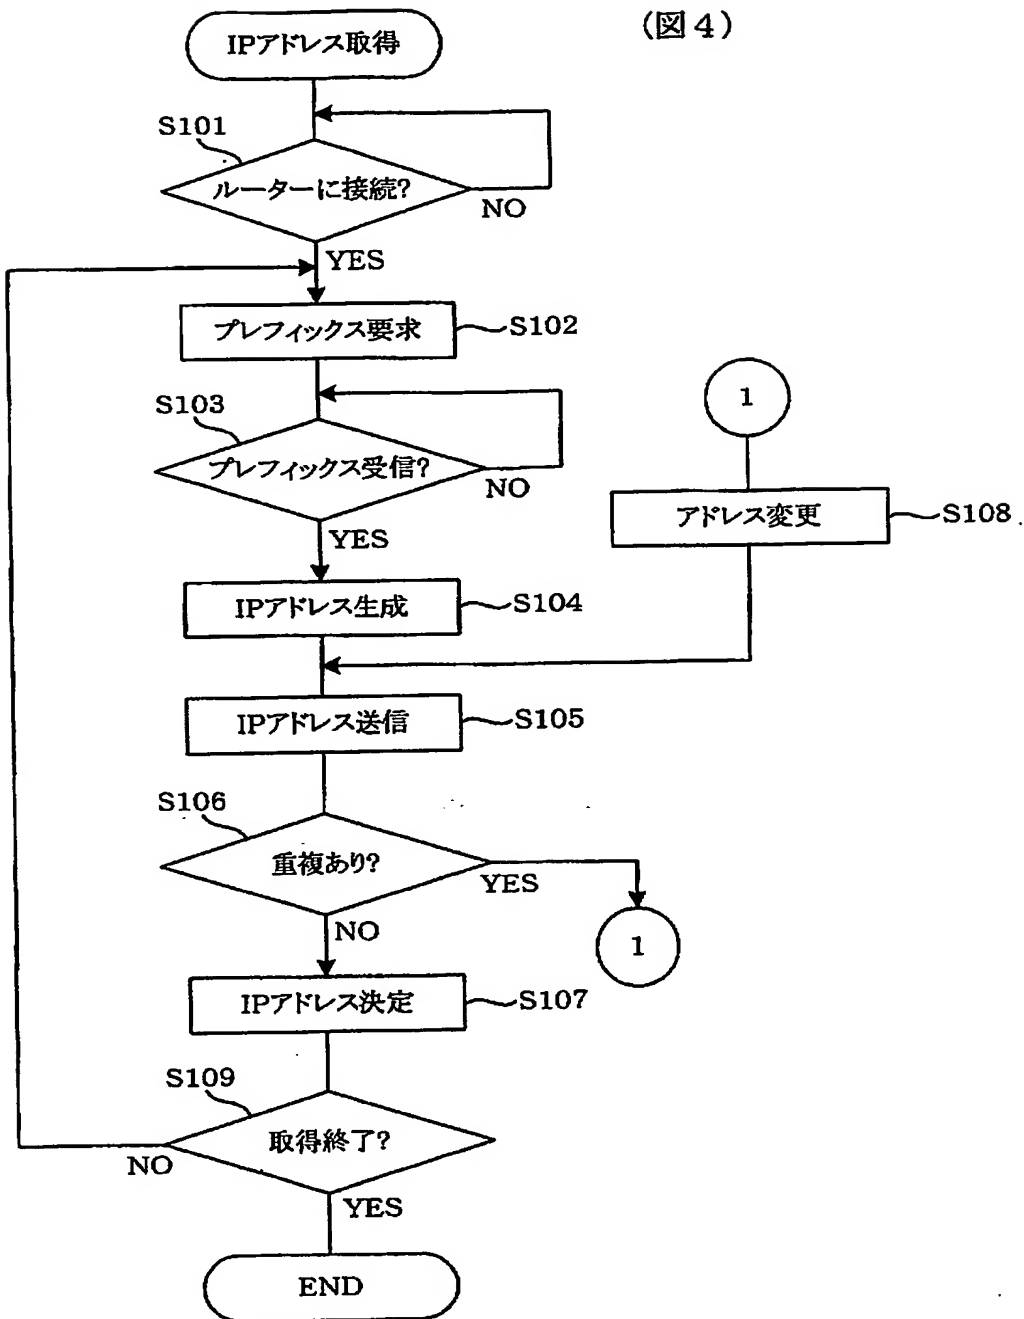 (図4)
IPアドレス取得
S101
ルーターに接続?
NO
YES
プレフィックス要求
S102
S103
プレフィックス受信?
NO
YES
1
アドレス変更
S108
IPアドレス生成
S104
IPアドレス送信
S105
S106
重複あり?
YES
NO
1
IPアドレス決定
S107
S109
取得終了?
NO
YES
END